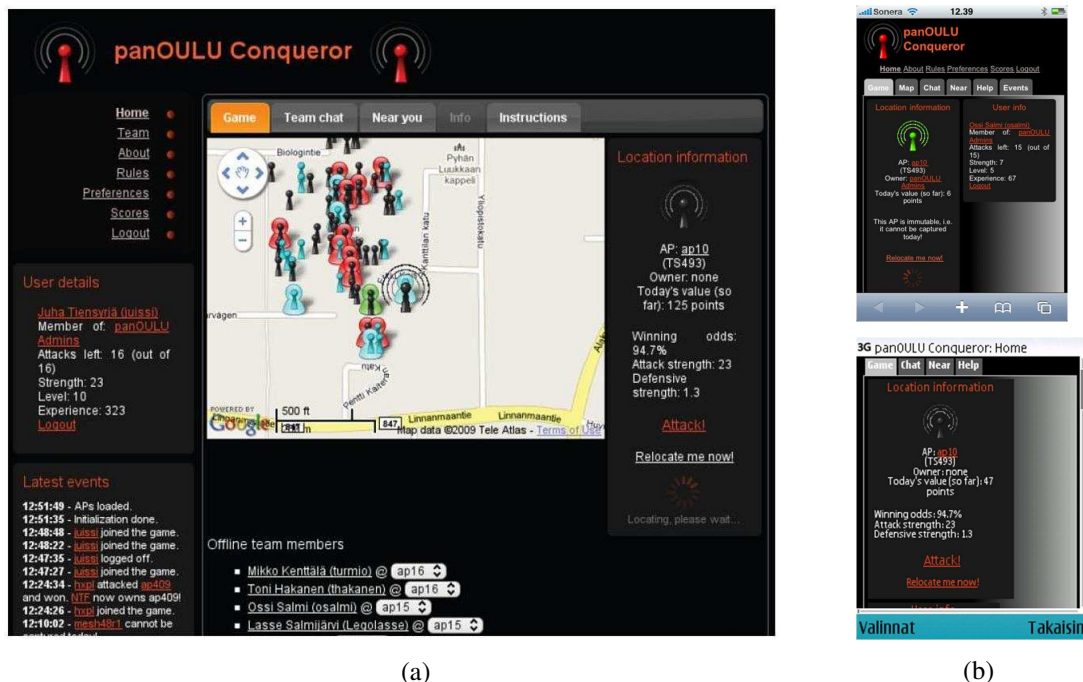 panOULU Conqueror
Home
Team
About
Rules
Preferences
Scores
Logout
User details
Juha Tiensyrjä (juissi)
Member of: panOULU
Admins
Attacks left: 16 (out of
16)
Strength: 23
Level: 10
Experience: 323
Logout
Latest events
12:51:49 - APs loaded.
12:51:35 - Initialization done.
12:48:48 - juissi joined the game.
12:48:22 - juissi joined the game.
12:47:35 - juissi logged off.
12:47:27 - juissi joined the game.
12:24:34 - hxpl attacked ap409
and won. NTF now owns ap409!
12:24:26 - hxpl joined the game.
12:10:02 - mesh48r1 cannot be
captured today!
Game Team chat Near you Info Instructions
Biologintie
Pyhän
Luukkaan
kappeli
Yliopistokatu
Kanttilan katu
rvägen
katu
Pentti Kaiteran
POWERED BY
Google
500 ft
847
847
Linnanmaantie
Linnanmaantie
Map data ©2009 Tele Atlas - Terms of Use
Location information
AP: ap10
(TS493)
Owner: none
Today's value (so
far): 125 points
Winning odds:
94.7%
Attack strength: 23
Defensive
strength: 1.3
Attack!
Relocate me now!
Locating, please wait...
Offline team members
Mikko Kenttälä (turmio) @ ap16
Toni Hakanen (thakanen) @ ap16
Ossi Salmi (osalmi) @ ap15
Lasse Salmijärvi (Legolasse) @ ap15
(a)
Sonera 12.39
panOULU
Conqueror
Home About Rules Preferences Scores Logout
Game Map Chat Near Help Events
Location information
AP: ap10
(TS493)
Owner: panOULU
Admins
Today's value (so far): 6
points
This AP is immutable, i.e.
it cannot be captured
today!
Relocate me now!
User info
Ossi Salmi (osalmi)
Member of: panOULU
Admins
Attacks left: 15 (out of
15)
Strength: 7
Level: 5
Experience: 67
Logout
3G panOULU Conqueror: Home
Game Chat Near Help
Location information
AP: ap10
(TS493)
Owner: none
Today's value (so far): 47
points
Winning odds: 94.7%
Attack strength: 23
Defensive strength: 1.3
Attack!
Relocate me now!
User info
Valinnat Takaisin
(b)